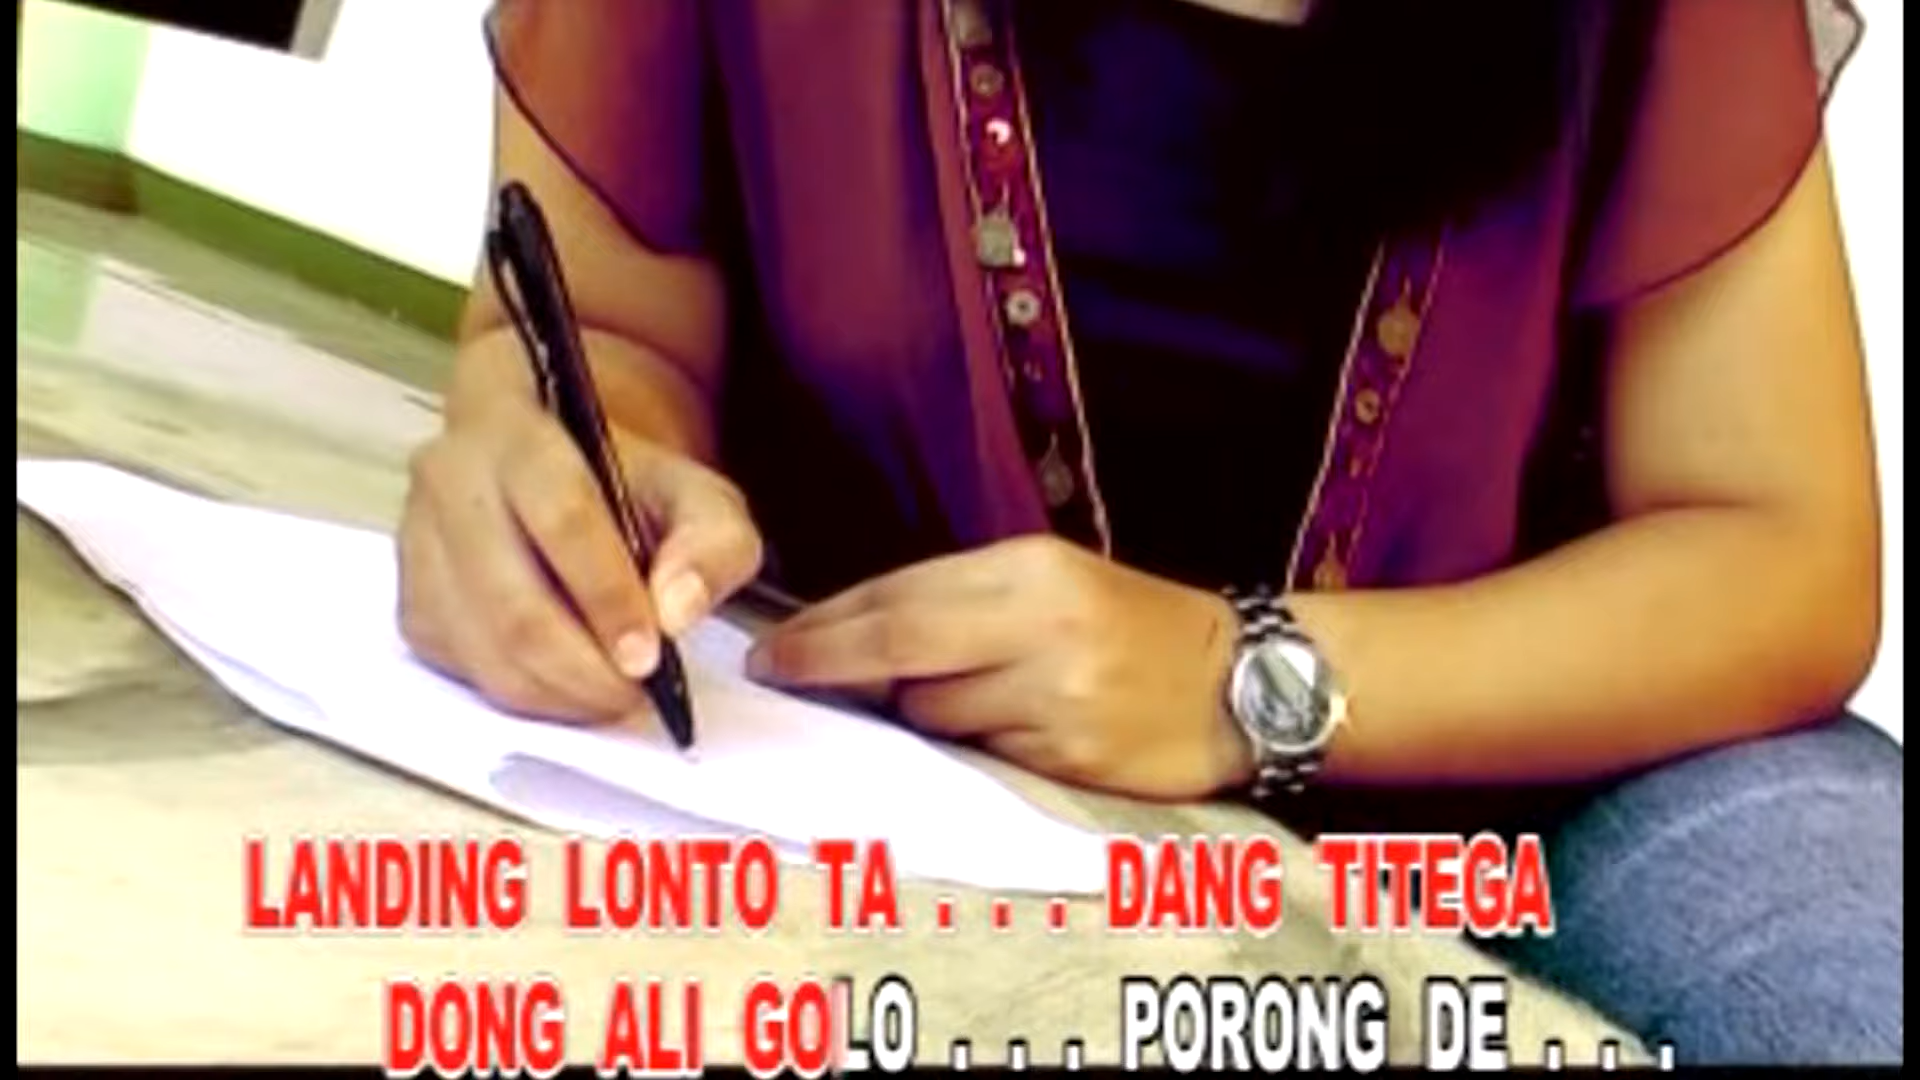 LANDING LONTO TA . . . DANG TITEGA
DONG ALI GOLO . . . PORONG DE . . .